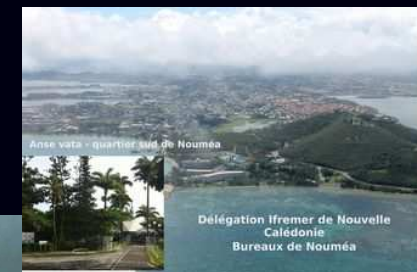 Anse vata - quartier sud de Nouméa
Délégation Ifremer de Nouvelle
Calédonie
Bureaux de Nouméa